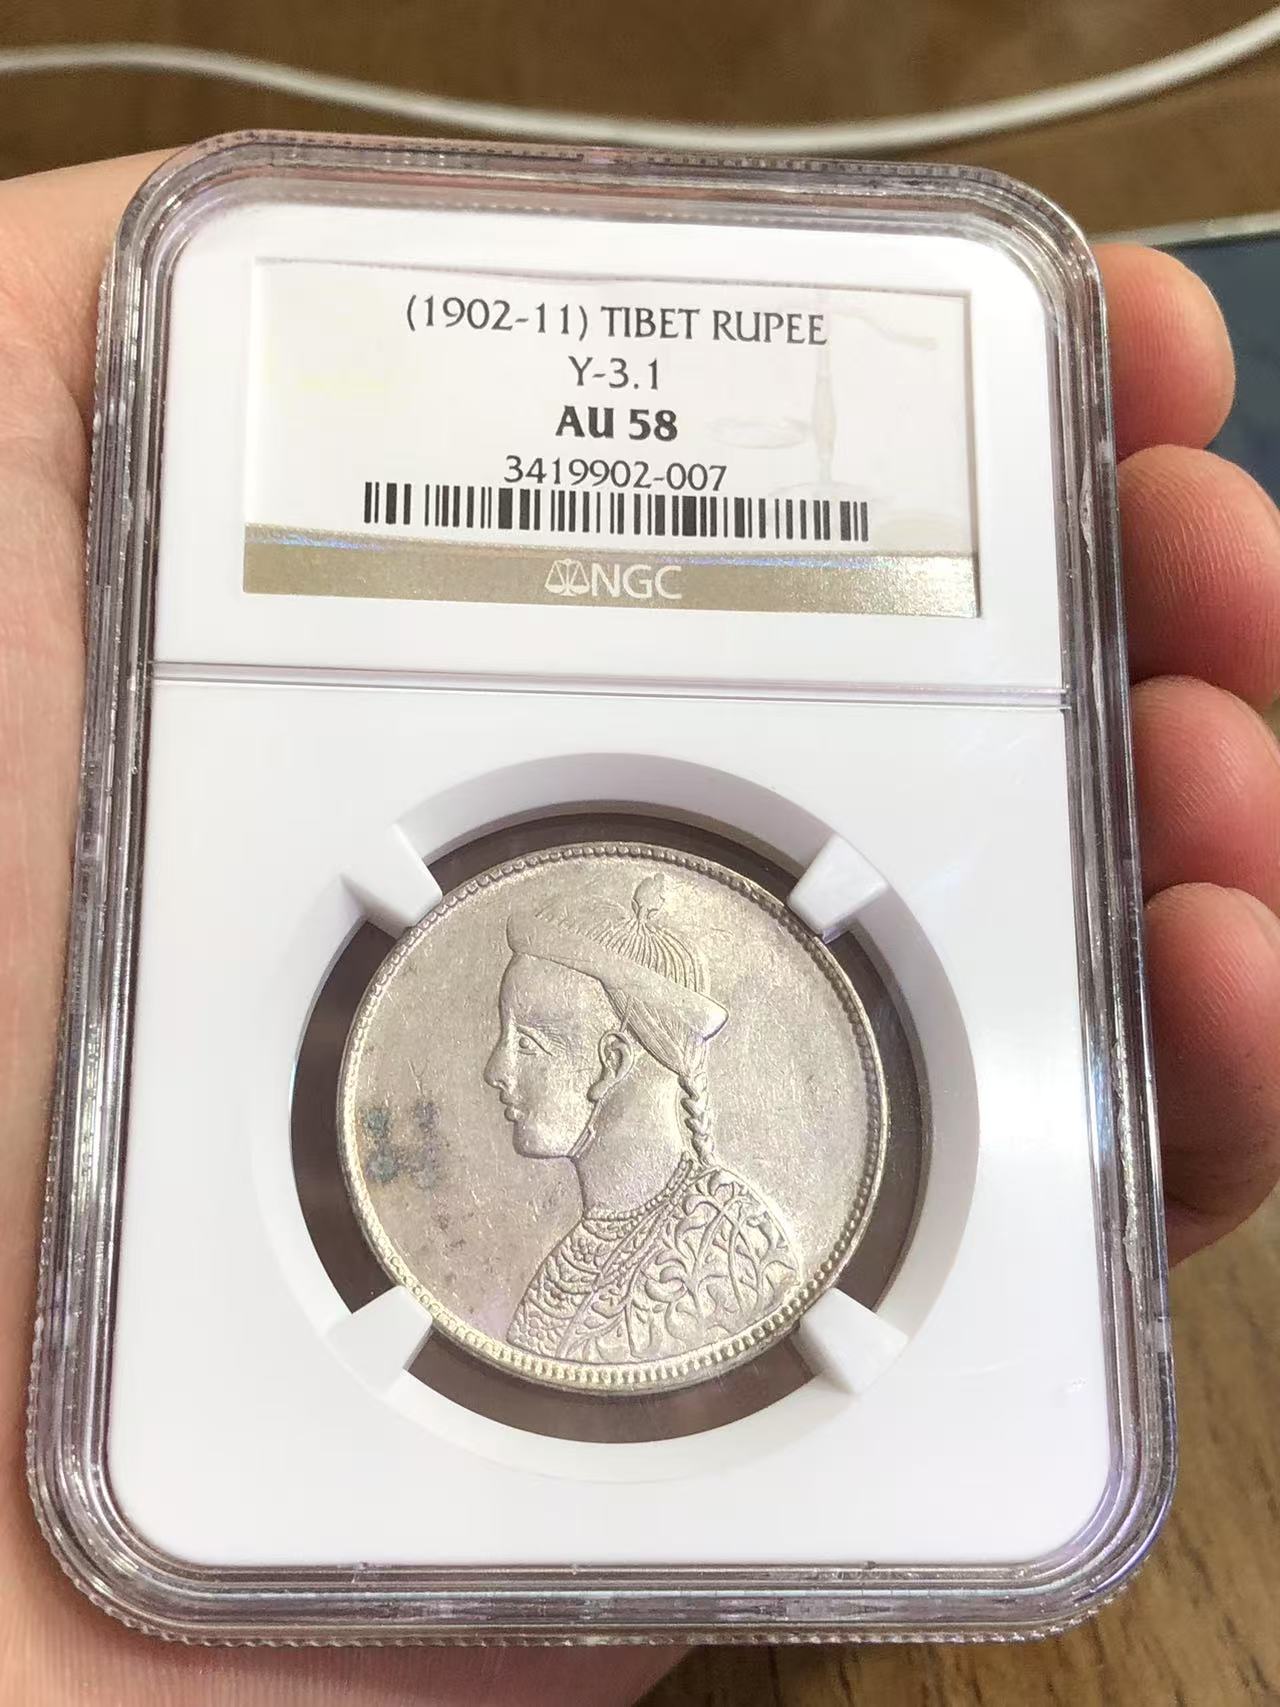 (1902-11) TIBET RUPEE
Y-3.1
AU 58
3419902-007
NGC